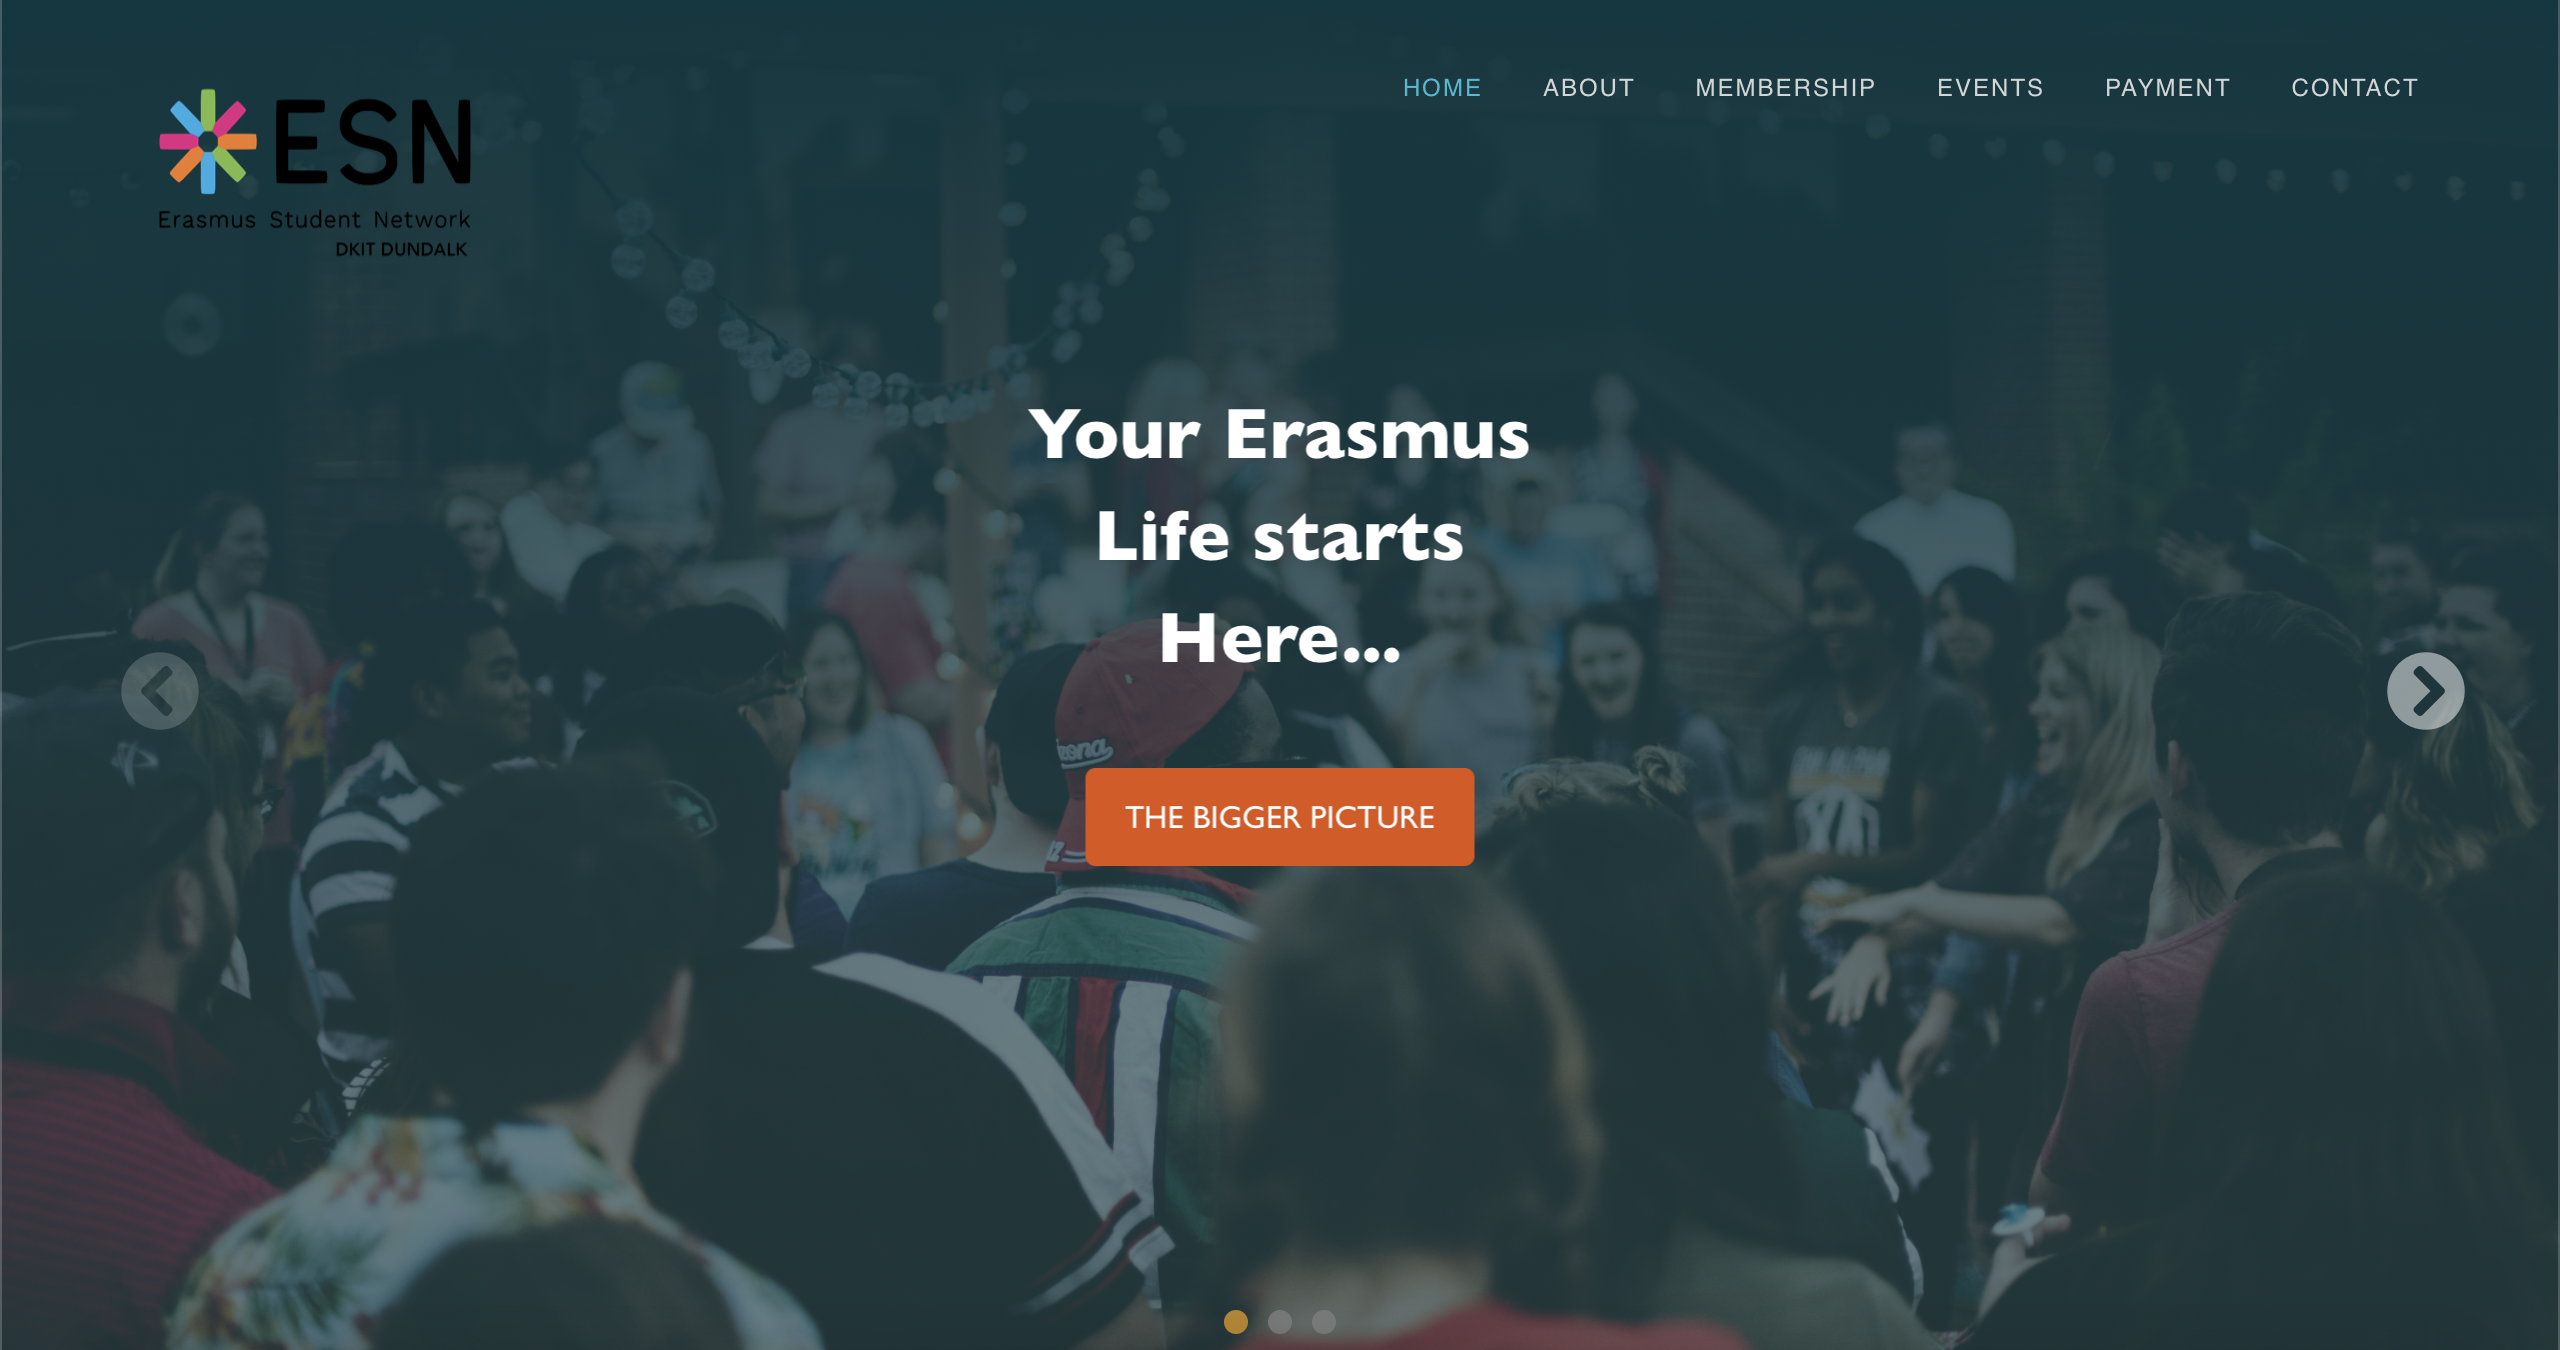 HOME ABOUT MEMBERSHIP EVENTS PAYMENT CONTACT
ESN
Erasmus Student Network
DKIT DUNDALK
Your Erasmus
Life starts
Here...
THE BIGGER PICTURE